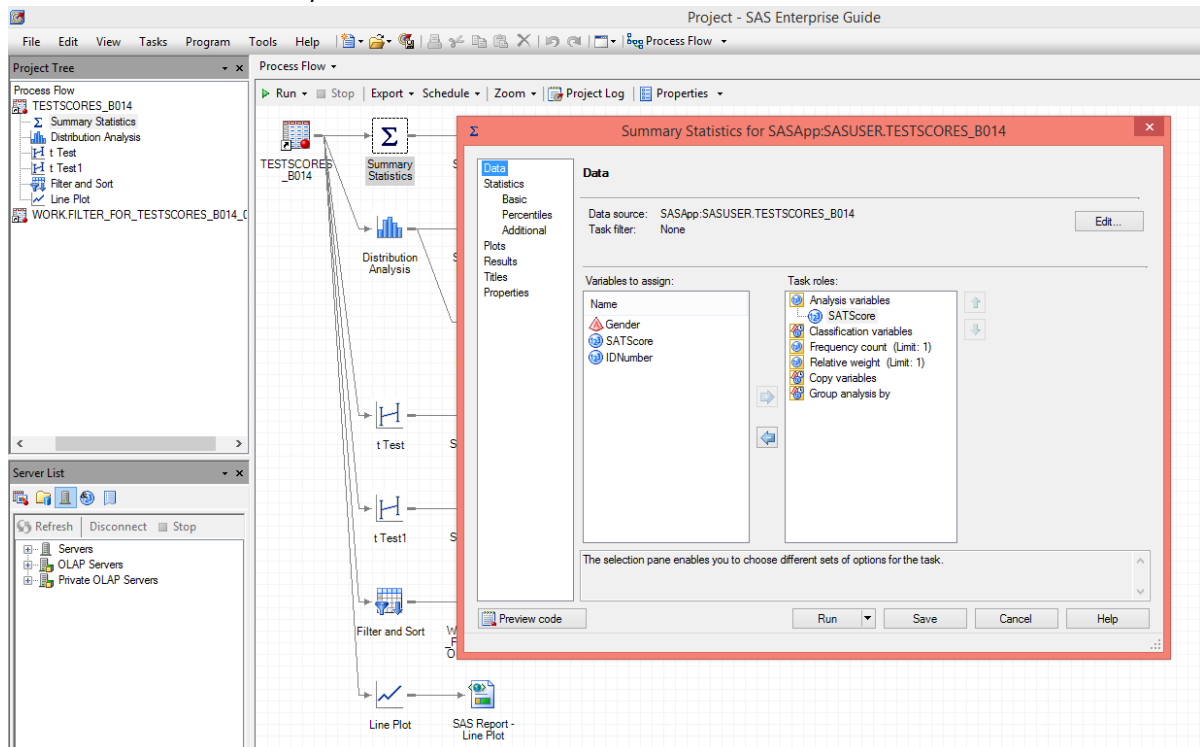 Project - SAS Enterprise Guide
File Edit View Tasks Program Tools Help Process Flow
Project Tree
Process Flow
TESTSCORES_B014
Summary Statistics
Distribution Analysis
t Test
t Test1
Filter and Sort
Line Plot
WORK.FILTER_FOR_TESTSCORES_B014_
Server List
Refresh Disconnect Stop
Servers
OLAP Servers
Private OLAP Servers
Process Flow
Run Stop Export Schedule Zoom Project Log Properties
TESTSCORES
_B014
Summary
Statistics
Distribution
Analysis
t Test
t Test1
Filter and Sort
Line Plot
SAS Report -
Line Plot
Summary Statistics for SASApp:SASUSER.TESTSCORES_B014
Data
Statistics
Basic
Percentiles
Additional
Plots
Results
Titles
Properties
Data
Data source: SASApp:SASUSER.TESTSCORES_B014
Task filter: None
Edit...
Variables to assign:
Name
Gender
SATScore
IDNumber
Task roles:
Analysis variables
SATScore
Classification variables
Frequency count (Limit: 1)
Relative weight (Limit: 1)
Copy variables
Group analysis by
The selection pane enables you to choose different sets of options for the task.
Preview code Run Save Cancel Help